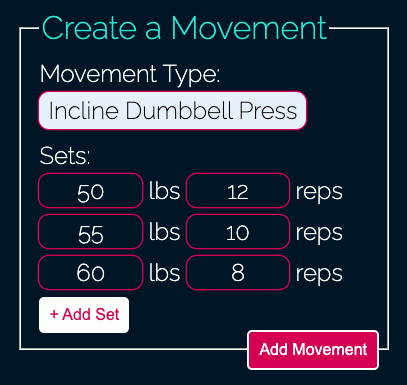 Create a Movement
Movement Type:
Incline Dumbbell Press
Sets:
50 lbs 12 reps
55 lbs 10 reps
60 lbs 8 reps
+ Add Set
Add Movement